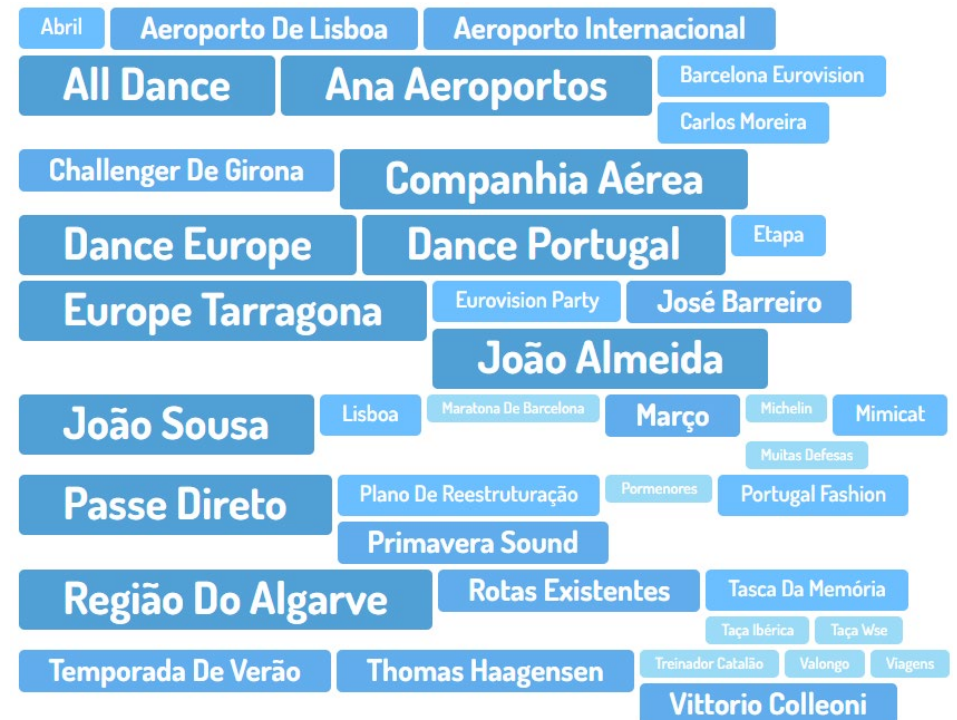 Abril Aeroporto De Lisboa Aeroporto Internacional
All Dance Ana Aeroportos Barcelona Eurovision
Carlos Moreira
Challenger De Girona Companhia Aérea
Dance Europe Dance Portugal Etapa
Europe Tarragona Eurovision Party José Barreiro
João Almeida
João Sousa Lisboa Maratona De Barcelona Março Michelin Mimicat
Muitas Defesas
Passe Direto Plano De Reestruturação Pormenores Portugal Fashion
Primavera Sound
Região Do Algarve Rotas Existentes Tasca Da Memória
Taça Ibérica Taça Wse
Temporada De Verão Thomas Haagensen Treinador Catalão Valongo Viagens
Vittorio Colleoni